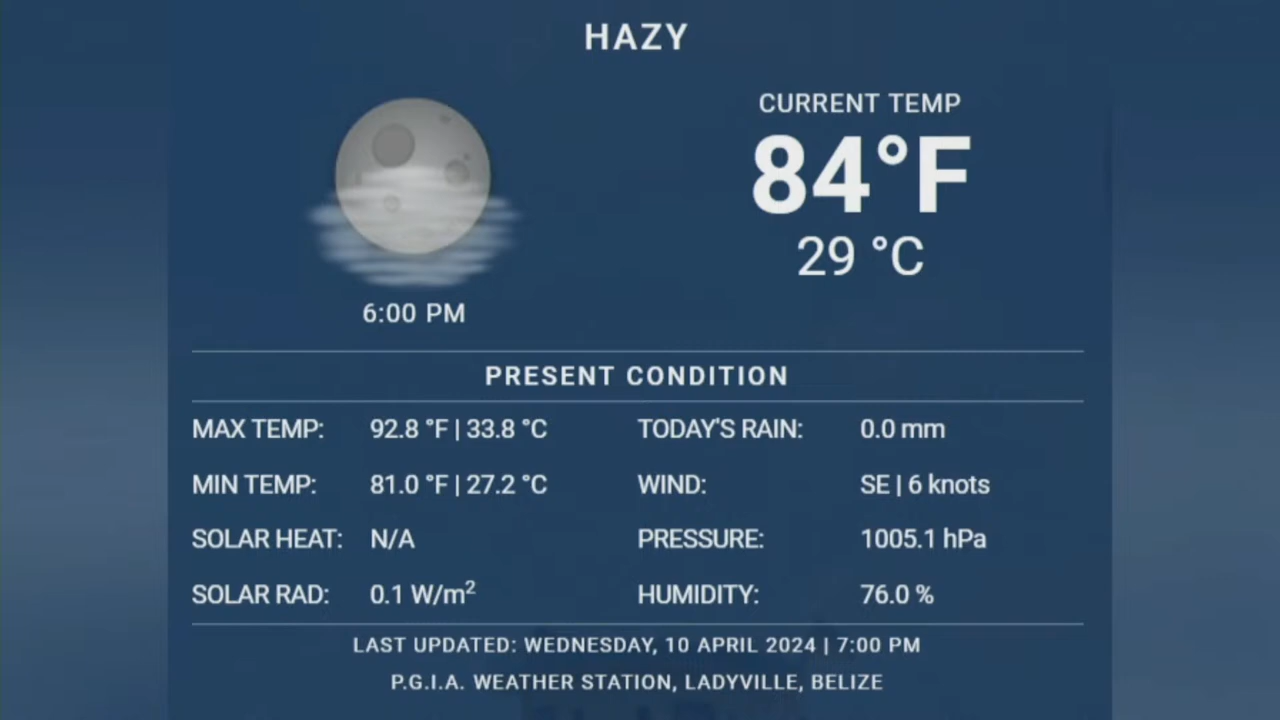 HAZY
CURRENT TEMP
84°F
29 °C
6:00 PM
PRESENT CONDITION
MAX TEMP: 92.8 °F | 33.8 °C TODAY'S RAIN: 0.0 mm
MIN TEMP: 81.0 °F | 27.2 °C WIND: SE | 6 knots
SOLAR HEAT: N/A PRESSURE: 1005.1 hPa
SOLAR RAD: 0.1 W/m² HUMIDITY: 76.0 %
LAST UPDATED: WEDNESDAY, 10 APRIL 2024 | 7:00 PM
P.G.I.A. WEATHER STATION, LADYVILLE, BELIZE